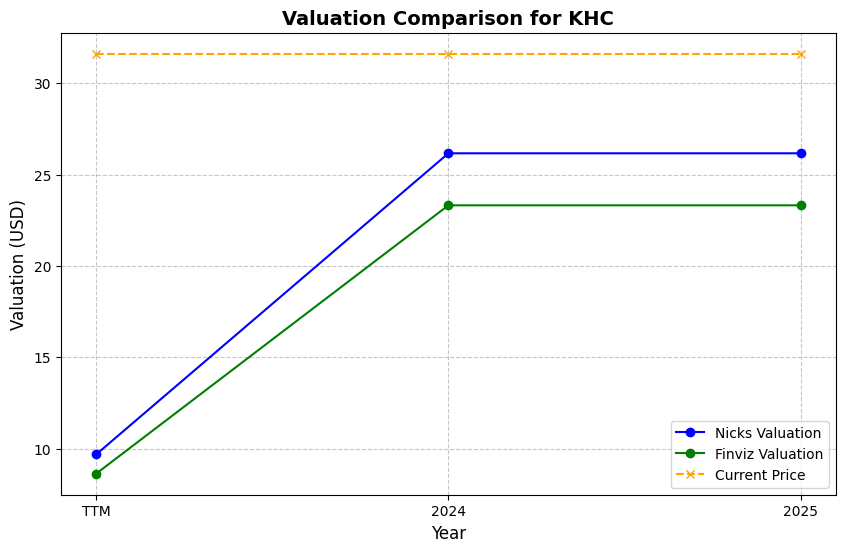 Valuation Comparison for KHC
Valuation (USD)
30
25
20
15
10
TTM
2024
2025
Year
Nicks Valuation
Finviz Valuation
Current Price